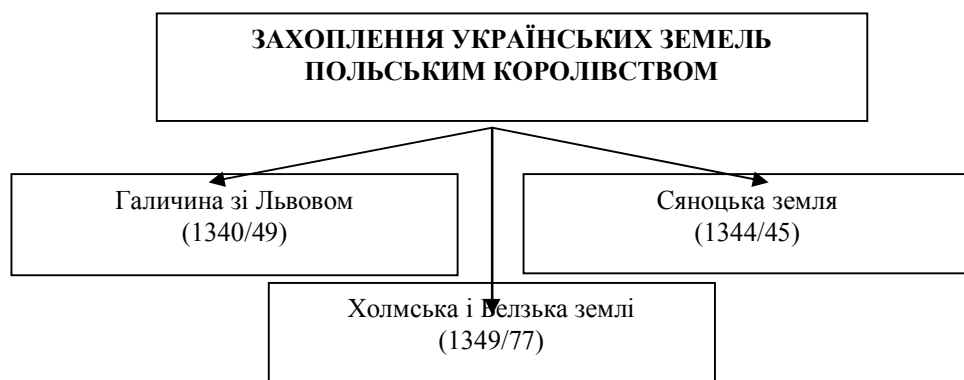 ЗАХОПЛЕННЯ УКРАЇНСЬКИХ ЗЕМЕЛЬ
ПОЛЬСЬКИМ КОРОЛІВСТВОМ
Галичина зі Львовом
(1340/49)
Сяноцька земля
(1344/45)
Холмська і Белзька землі
(1349/77)